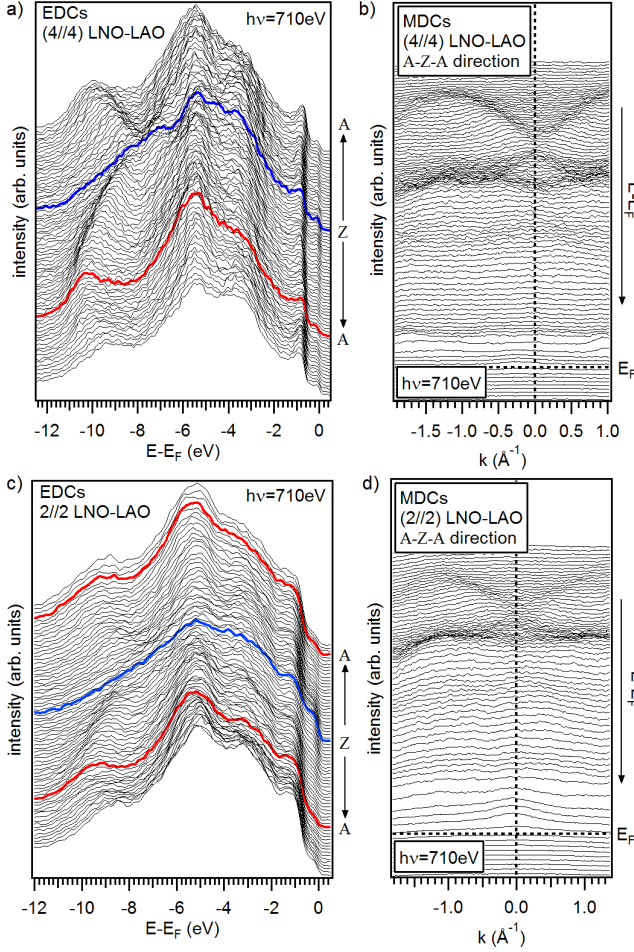 a)
EDCs
(4//4) LNO-LAO
hν=710eV
intensity (arb. units)
A
Z
A
-12
-10
-8
-6
-4
-2
0
E-EF (eV)
b)
MDCs
(4//4) LNO-LAO
A-Z-A direction
intensity (arb. units)
E-EF
EF
hν=710eV
-1.5
-1.0
-0.5
0.0
0.5
1.0
k (Å-1)
c)
EDCs
2//2 LNO-LAO
hν=710eV
intensity (arb. units)
A
Z
A
-12
-10
-8
-6
-4
-2
0
E-EF (eV)
d)
MDCs
(2//2) LNO-LAO
A-Z-A direction
intensity (arb. units)
EF
hν=710eV
-1.0
0.0
1.0
k (Å-1)